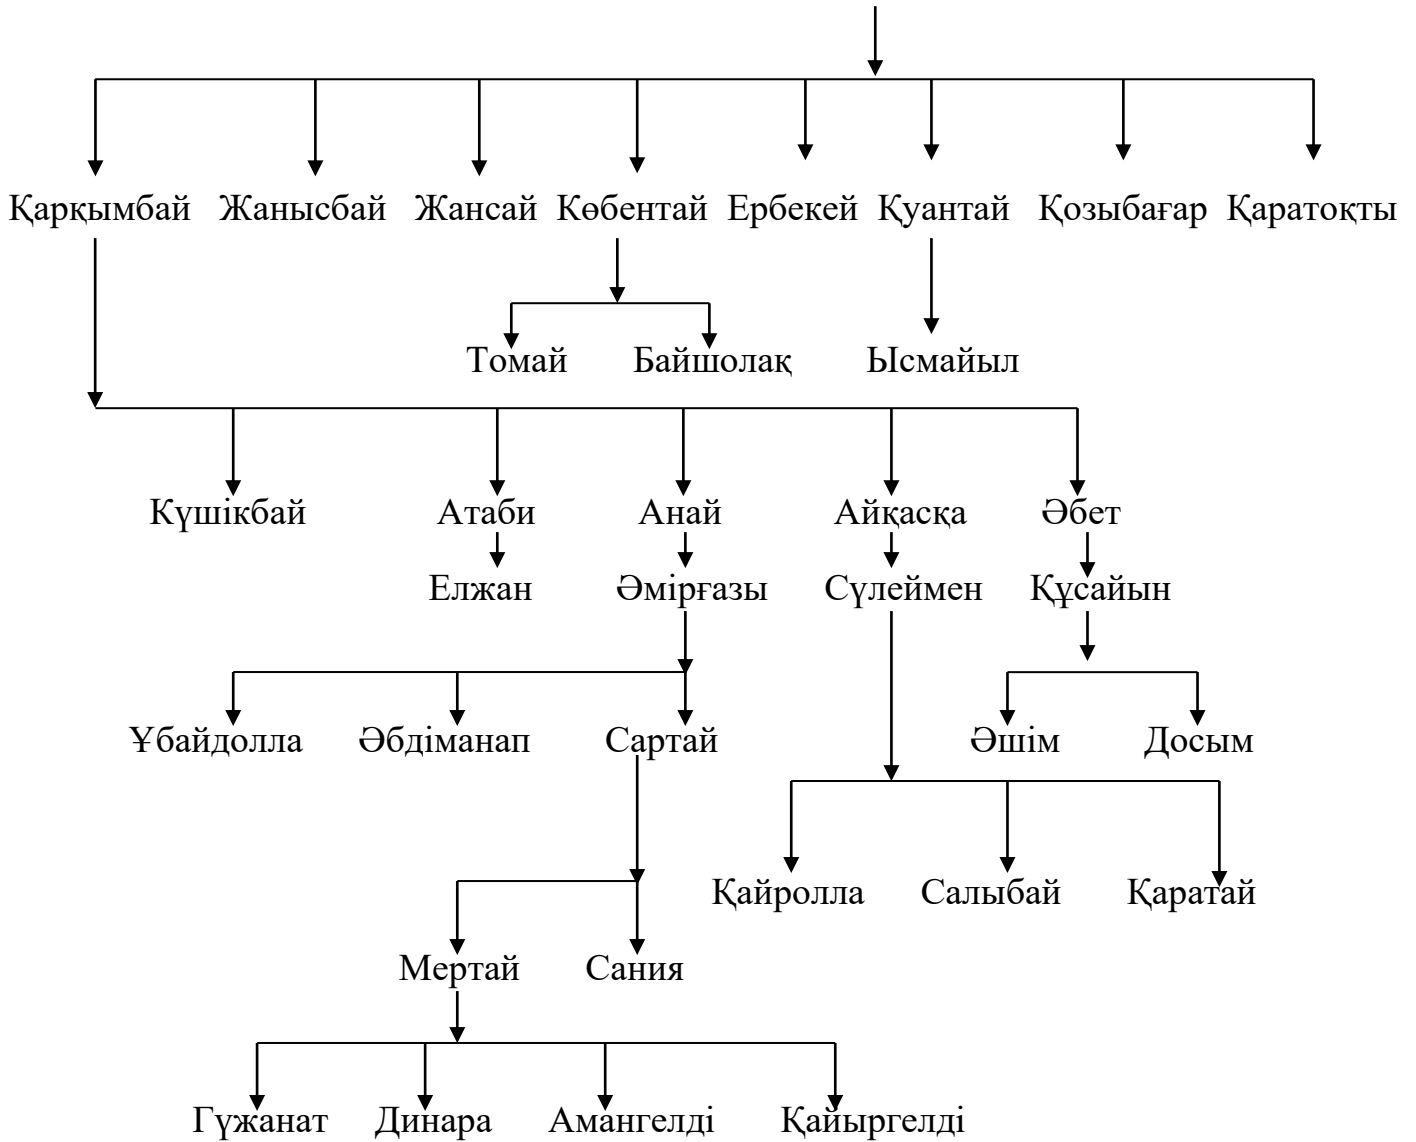 Қарқымбай Жанысбай Жансай Көбентай Ербекей Қуантай Қозыбағар Қаратоқты
Томай Байшолақ Ысмайыл
Күшікбай Атаби Анай Айқасқа Әбет
Елжан Әмірғазы Сүлеймен Құсайын
Ұбайдолла Әбдіманап Сартай Әшім Досым
Қайролла Салыбай Қаратай
Мертай Сания
Гүжанат Динара Амангелді Қайыргелді